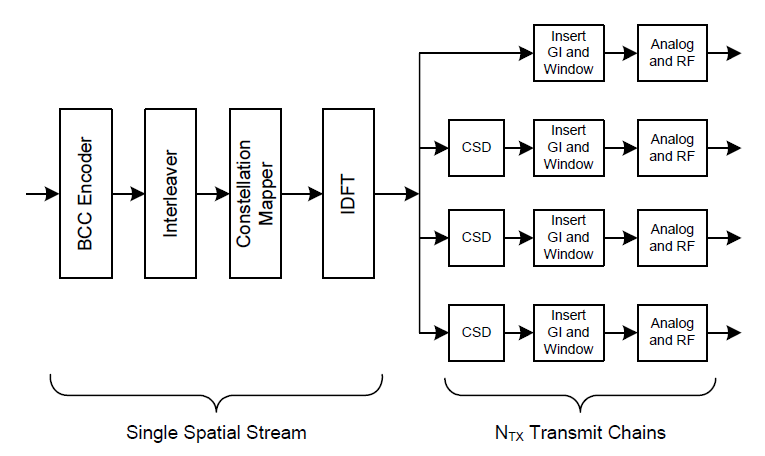 Insert
GI and
Window
Analog
and RF
BCC Encoder
Interleaver
Constellation
Mapper
IDFT
CSD
Insert
GI and
Window
Analog
and RF
CSD
Insert
GI and
Window
Analog
and RF
CSD
Insert
GI and
Window
Analog
and RF
Single Spatial Stream
NTX Transmit Chains